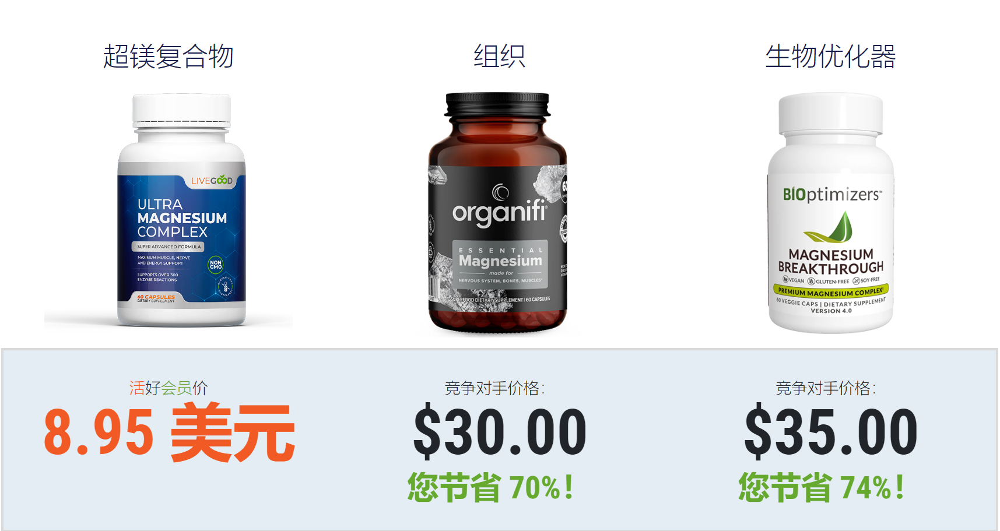 超镁复合物
组织
生物优化器
LIVEGOOD
ULTRA
MAGNESIUM
COMPLEX
SUPER ADVANCED FORMULA
MAXIMUM MUSCLE, NERVE
AND ENERGY SUPPORT
SUPPORTS OVER 300
ENZYME REACTIONS
NON
GMO
60 CAPSULES
DIETARY SUPPLEMENT
organifi
ESSENTIAL
Magnesium
made for
NERVOUS SYSTEM, BONES, MUSCLES
SUPERFOOD DIETARY SUPPLEMENT | 60 CAPSULES
BIOptimizers™
MAGNESIUM
BREAKTHROUGH
VEGAN GLUTEN-FREE SOY-FREE
PREMIUM MAGNESIUM COMPLEX†
60 VEGGIE CAPS | DIETARY SUPPLEMENT
VERSION 4.0
活好会员价
8.95 美元
竞争对手价格：
$30.00
您节省 70%！
竞争对手价格：
$35.00
您节省 74%！